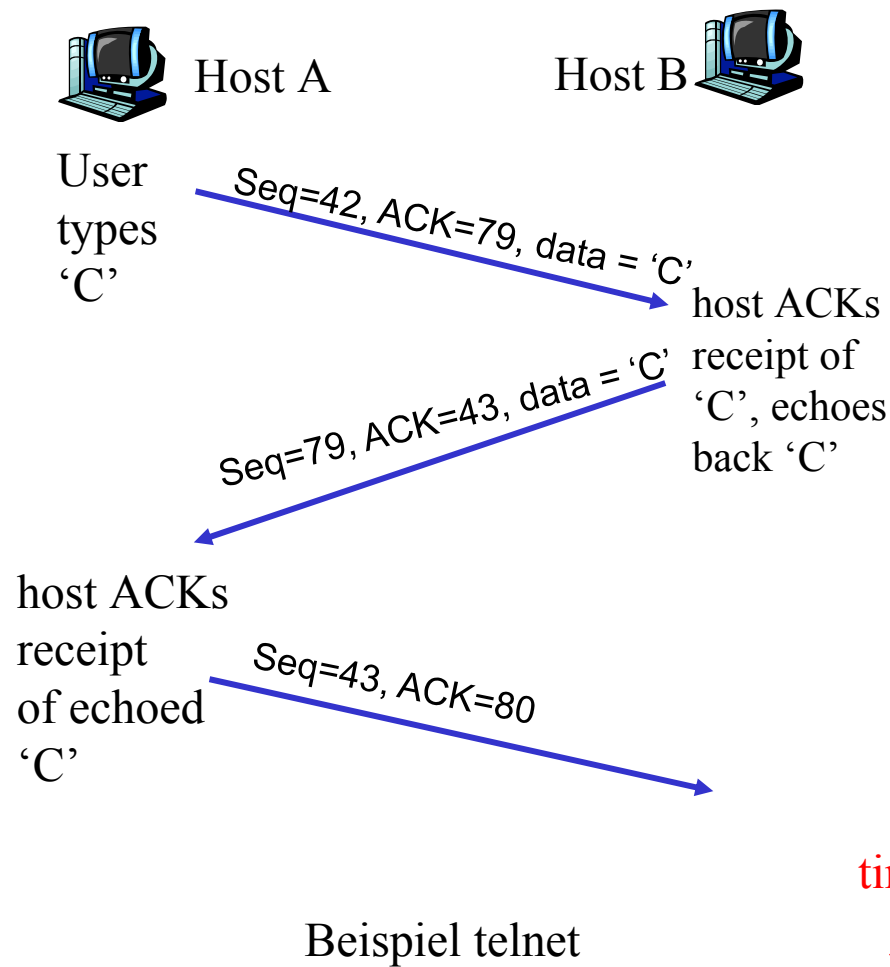 Host A
Host B
User
types
‘C’
Seq=42, ACK=79, data = ‘C’
host ACKs
receipt of
‘C’, echoes
back ‘C’
Seq=79, ACK=43, data = ‘C’
host ACKs
receipt
of echoed
‘C’
Seq=43, ACK=80
Beispiel telnet